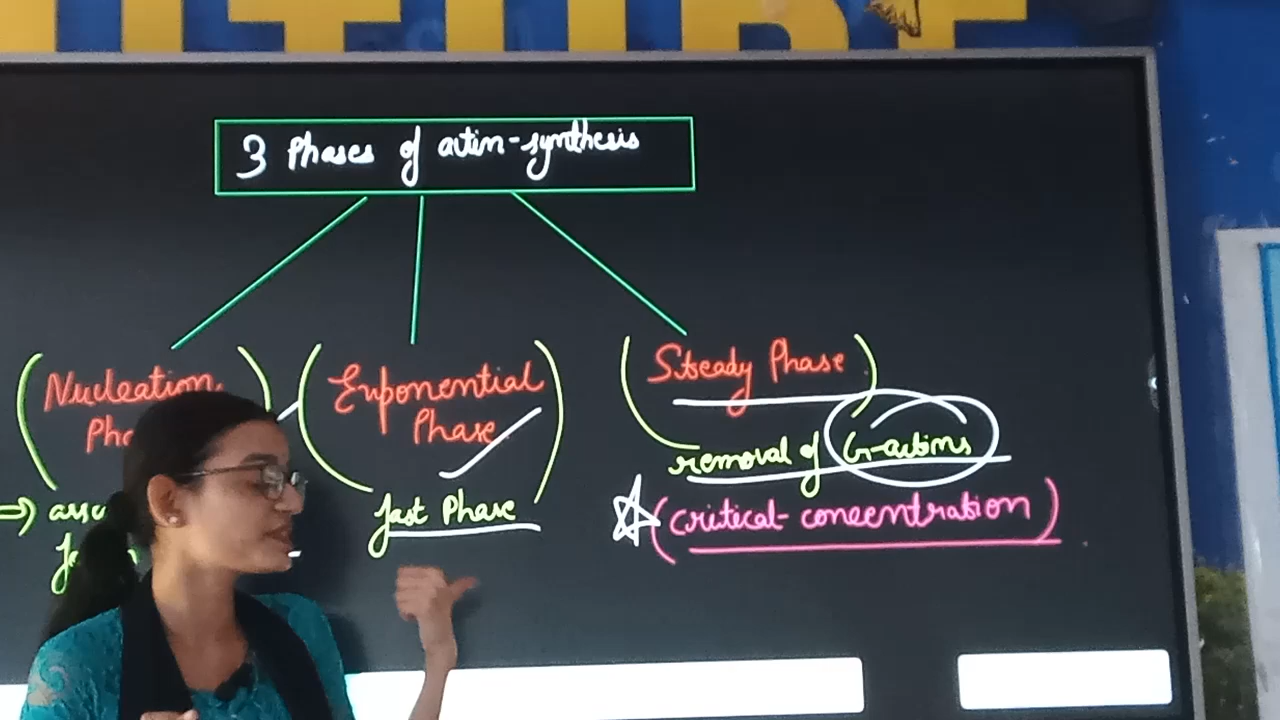 3 Phases of actin-synthesis
Nucleation
Exponential
Phase
Steady Phase
removal of G-actins
fast Phase
(critical-concentration)